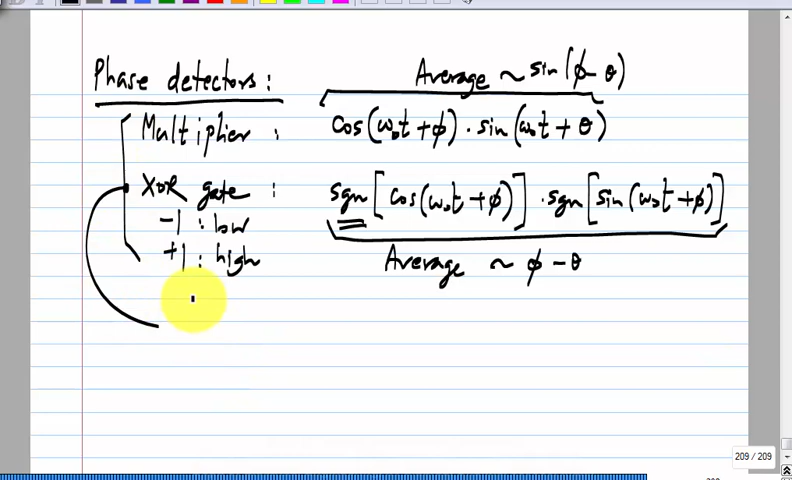 Phase detectors:
Average ~ sin(ϕ-θ)
Multiplier : cos(ω₀t+ϕ)·sin(ω₀t+θ)
XOR gate : sgn[cos(ω₀t+ϕ)]·sgn[sin(ω₀t+ϕ)]
-1 : low
+1 : high
Average ~ ϕ-θ
209 / 209